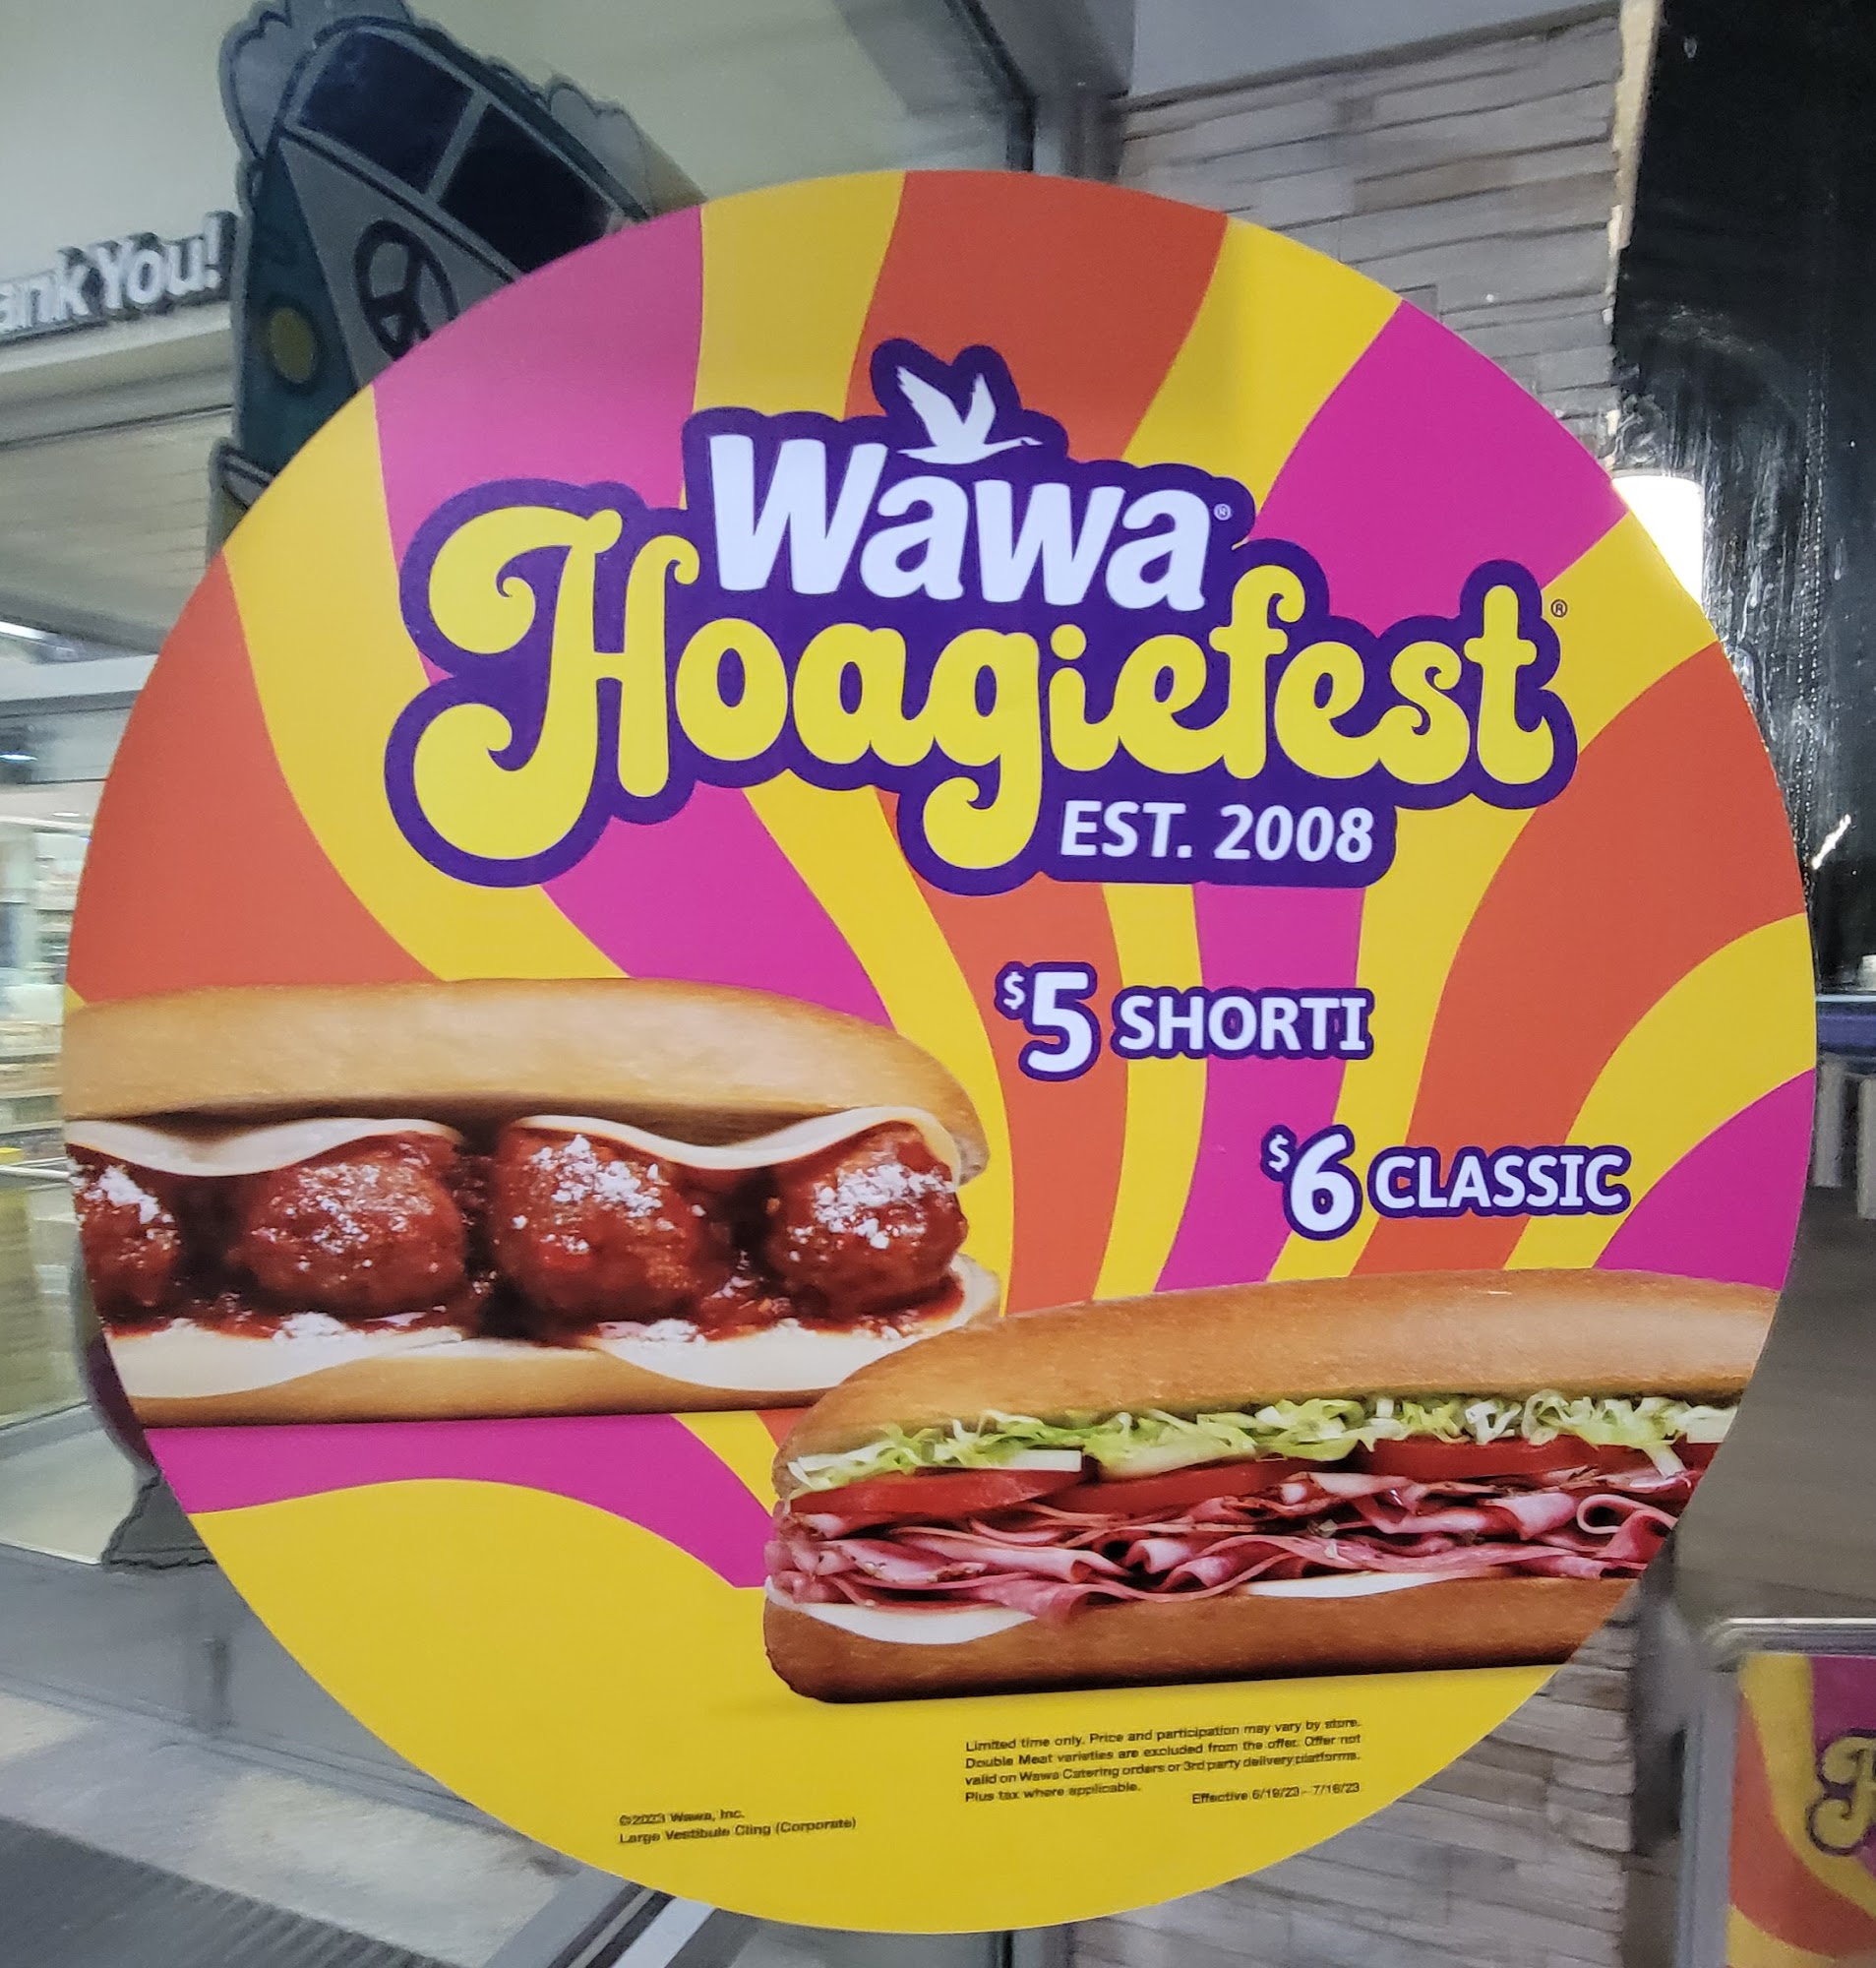 ank You!
Wawa®
Hoagiefest®
EST. 2008
$5 SHORTI
$6 CLASSIC
Limited time only. Price and participation may vary by store.
Double Meat varieties are excluded from the offer. Offer not
valid on Wawa Catering orders or 3rd party delivery platforms.
Plus tax where applicable.
Effective 6/19/23 - 7/16/23
©2023 Wawa, Inc.
Large Vestibule Cling (Corporate)